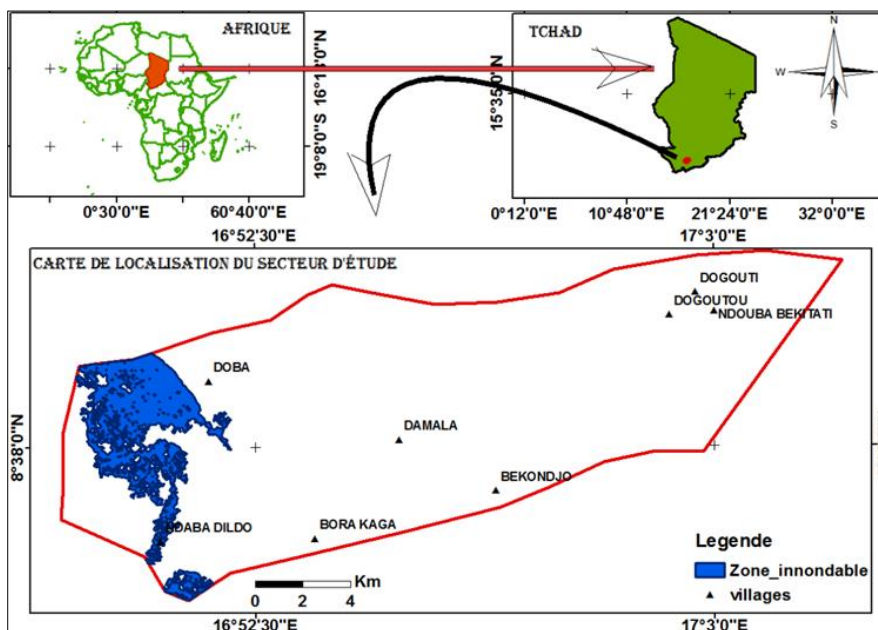 AFRIQUE
16°13'0"N
19°8'0"S
0°30'0"E
60°40'0"E
TCHAD
15°35'0"N
N
W
S
0°12'0"E
10°48'0"E
21°24'0"E
32°0'0"E
16°52'30"E
17°3'0"E
CARTE DE LOCALISATION DU SECTEUR D'ÉTUDE
DOGOUTI
DOGOUTOU
NDOUBA BEKITATI
DOBA
DAMALA
8°38'0"N
BEKONDJO
NDABA DILDO
BORA KAGA
Legende
Zone_innondable
villages
Km
0 2 4
16°52'30"E
17°3'0"E